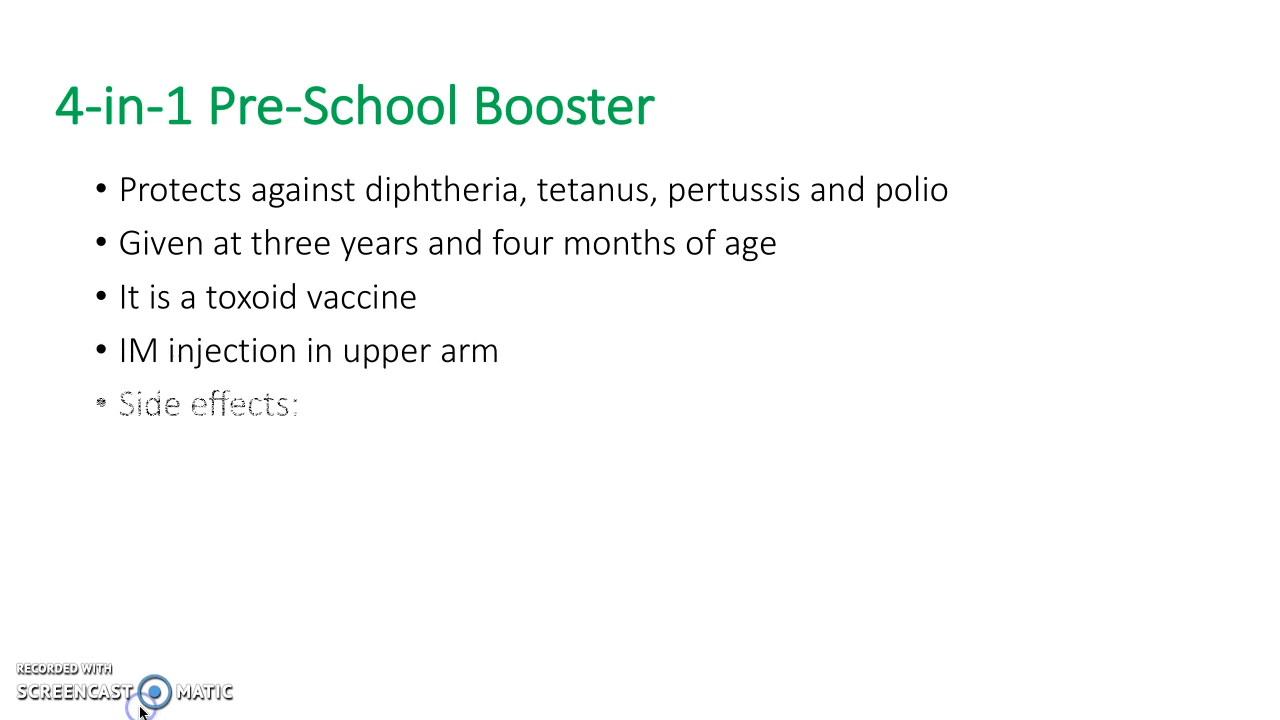 4-in-1 Pre-School Booster
• Protects against diphtheria, tetanus, pertussis and polio
• Given at three years and four months of age
• It is a toxoid vaccine
• IM injection in upper arm
• Side effects:
RECORDED WITH
SCREENCAST MATIC